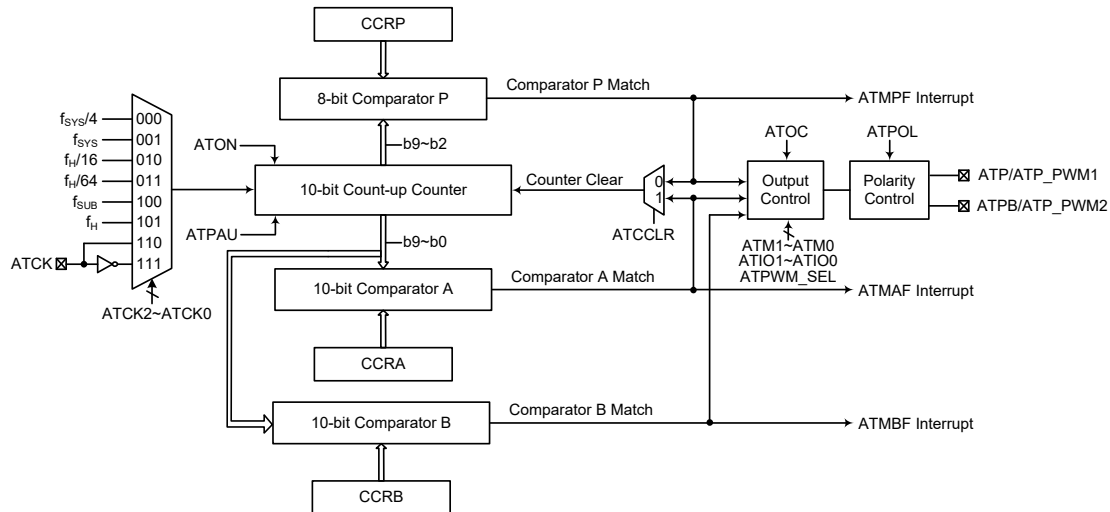 CCRP
8-bit Comparator P
Comparator P Match
ATMPF Interrupt
fSYS/4
000
fSYS
001
fH/16
010
fH/64
011
fSUB
100
fH
101
110
111
ATCK
ATCK2~ATCK0
ATON
b9~b2
10-bit Count-up Counter
ATPAU
b9~b0
Counter Clear
0
1
ATCCLR
ATOC
Output
Control
ATM1~ATM0
ATIO1~ATIO0
ATPWM_SEL
ATPOL
Polarity
Control
ATP/ATP_PWM1
ATPB/ATP_PWM2
10-bit Comparator A
Comparator A Match
ATMAF Interrupt
CCRA
10-bit Comparator B
Comparator B Match
ATMBF Interrupt
CCRB